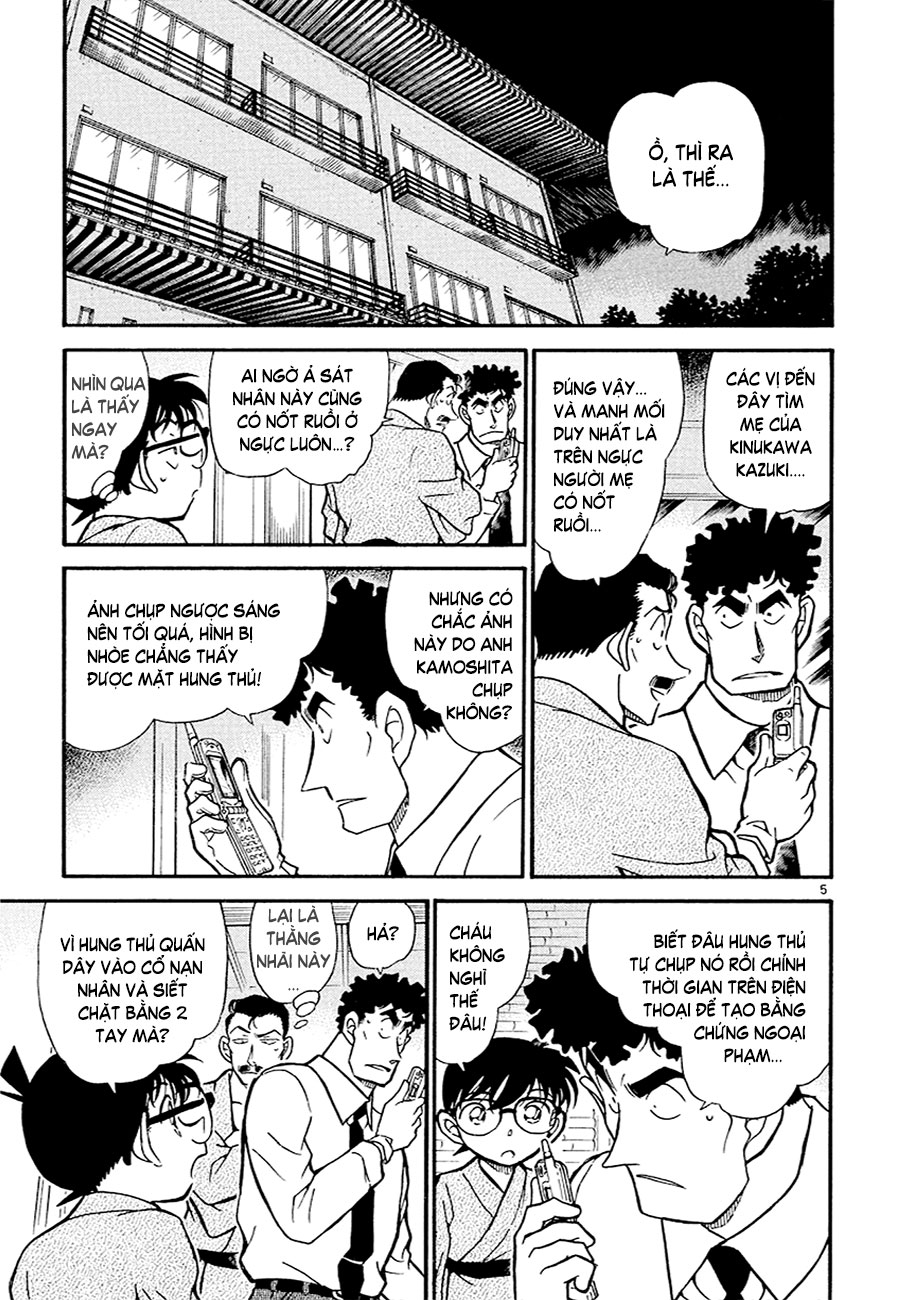 Ồ, THÌ RA
LÀ THẾ...
CÁC VỊ ĐẾN
ĐÂY TÌM
MẸ CỦA
KINUKAWA
KAZUKI....
ĐÚNG VẬY...
VÀ MANH MỐI
DUY NHẤT LÀ
TRÊN NGỰC
NGƯỜI MẸ
CÓ NỐT
RUỒI...
AI NGỜ Ả SÁT
NHÂN NÀY CŨNG
CÓ NỐT RUỒI Ở
NGỰC LUÔN...?
NHÌN QUA
LÀ THẤY
NGAY
MÀ?
NHƯNG CÓ
CHẮC ẢNH
NÀY DO ANH
KAMOSHITA
CHỤP
KHÔNG?
ẢNH CHỤP NGƯỢC SÁNG
NÊN TỐI QUÁ, HÌNH BỊ
NHÒE CHẲNG THẤY
ĐƯỢC MẶT HUNG THỦ!
5
BIẾT ĐÂU HUNG THỦ
TỰ CHỤP NÓ RỒI CHỈNH
THỜI GIAN TRÊN ĐIỆN
THOẠI ĐỂ TẠO BẰNG
CHỨNG NGOẠI
PHẠM...
CHÁU
KHÔNG
NGHĨ
THẾ
ĐÂU!
HẢ?
LẠI LÀ
THẰNG
NHÃI NÀY
...
VÌ HUNG THỦ QUẤN
DÂY VÀO CỔ NẠN
NHÂN VÀ SIẾT
CHẶT BẰNG 2
TAY MÀ?